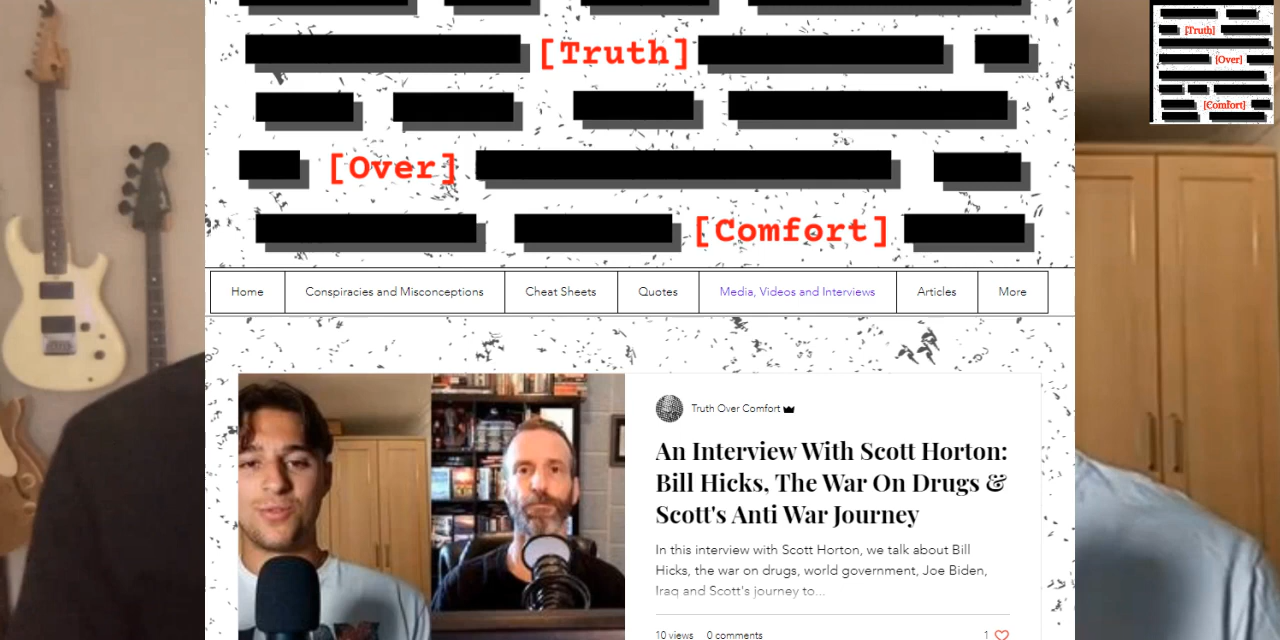 [Truth]
[Over]
[Comfort]
[Truth]
[Over]
[Comfort]
Home
Conspiracies and Misconceptions
Cheat Sheets
Quotes
Media, Videos and Interviews
Articles
More
Truth Over Comfort
An Interview With Scott Horton:
Bill Hicks, The War On Drugs &
Scott's Anti War Journey
In this interview with Scott Horton, we talk about Bill
Hicks, the war on drugs, world government, Joe Biden,
Iraq and Scott's journey to...
10 views
0 comments
1